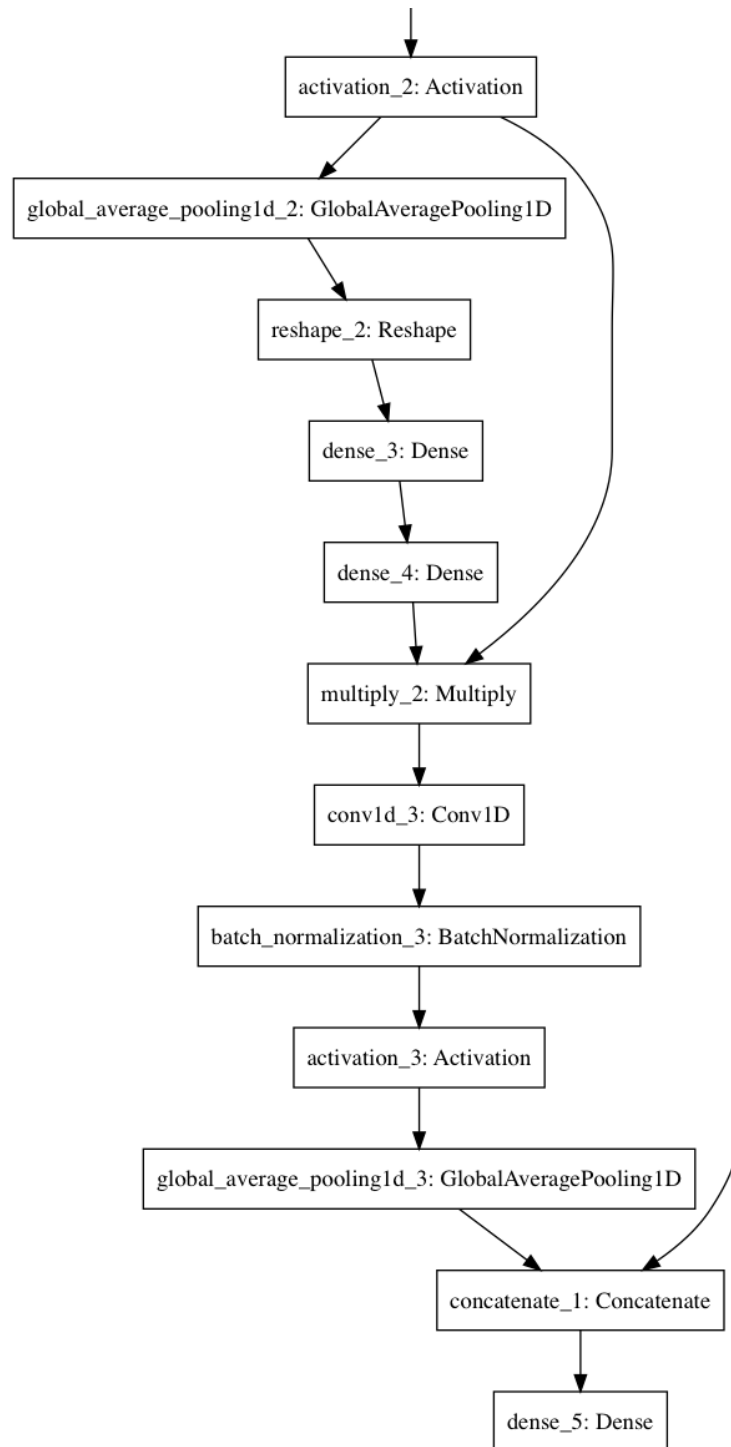 activation_2: Activation
global_average_pooling1d_2: GlobalAveragePooling1D
reshape_2: Reshape
dense_3: Dense
dense_4: Dense
multiply_2: Multiply
conv1d_3: Conv1D
batch_normalization_3: BatchNormalization
activation_3: Activation
global_average_pooling1d_3: GlobalAveragePooling1D
concatenate_1: Concatenate
dense_5: Dense